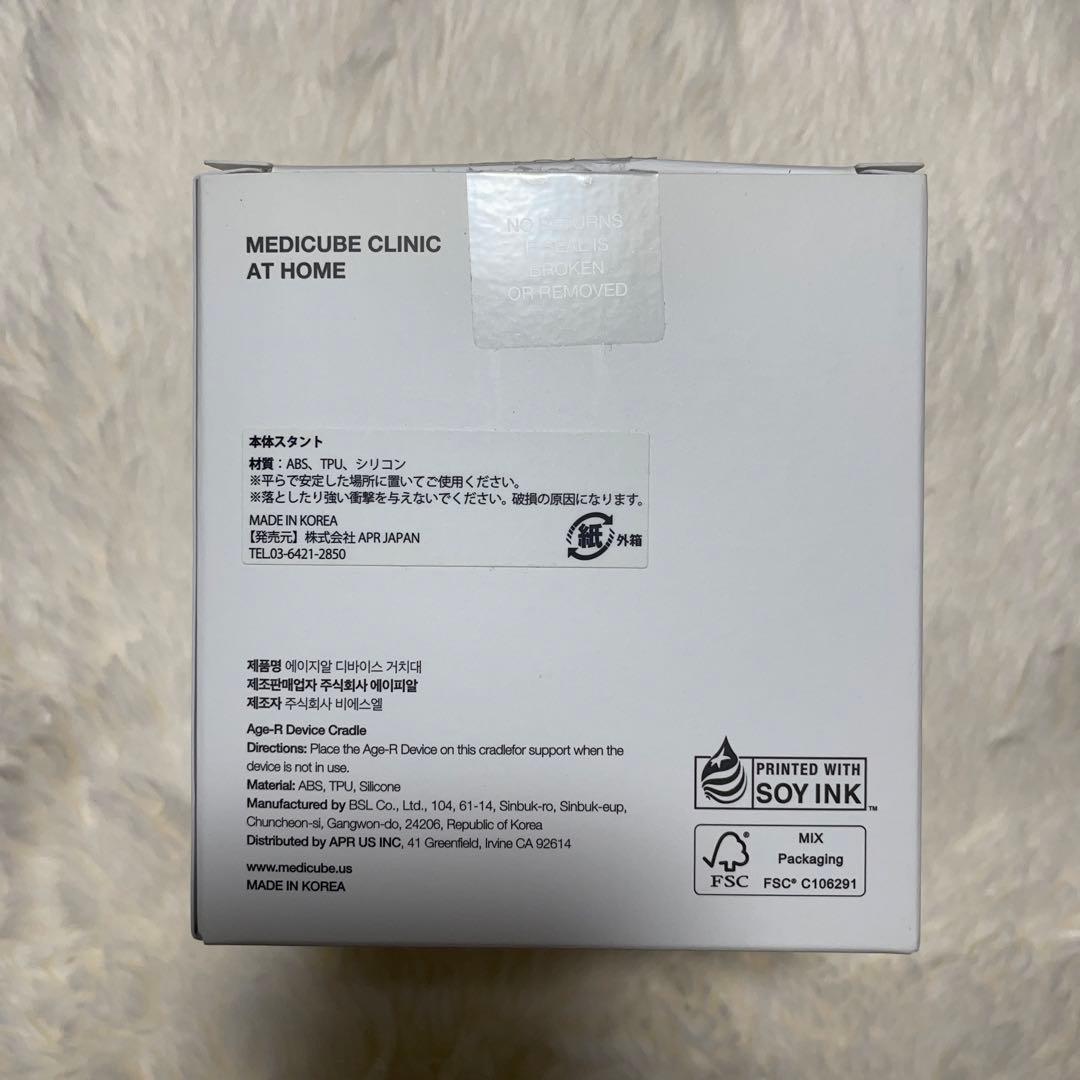 MEDICUBE CLINIC
AT HOME
NO RETURNS
IF SEAL IS
BROKEN
OR REMOVED
本体スタント
材質：ABS、TPU、シリコン
※平らで安定した場所に置いてご使用ください。
※落としたり強い衝撃を与えないでください。破損の原因になります。
MADE IN KOREA
【発売元】株式会社 APR JAPAN
TEL.03-6421-2850
紙 外箱
제품명 에이지알 디바이스 거치대
제조판매업자 주식회사 에이피알
제조자 주식회사 비에스엘
Age-R Device Cradle
Directions: Place the Age-R Device on this cradlefor support when the
device is not in use.
Material: ABS, TPU, Silicone
Manufactured by BSL Co., Ltd., 104, 61-14, Sinbuk-ro, Sinbuk-eup,
Chuncheon-si, Gangwon-do, 24206, Republic of Korea
Distributed by APR US INC, 41 Greenfield, Irvine CA 92614
www.medicube.us
MADE IN KOREA
PRINTED WITH
SOY INK™
MIX
Packaging
FSC
FSC® C106291